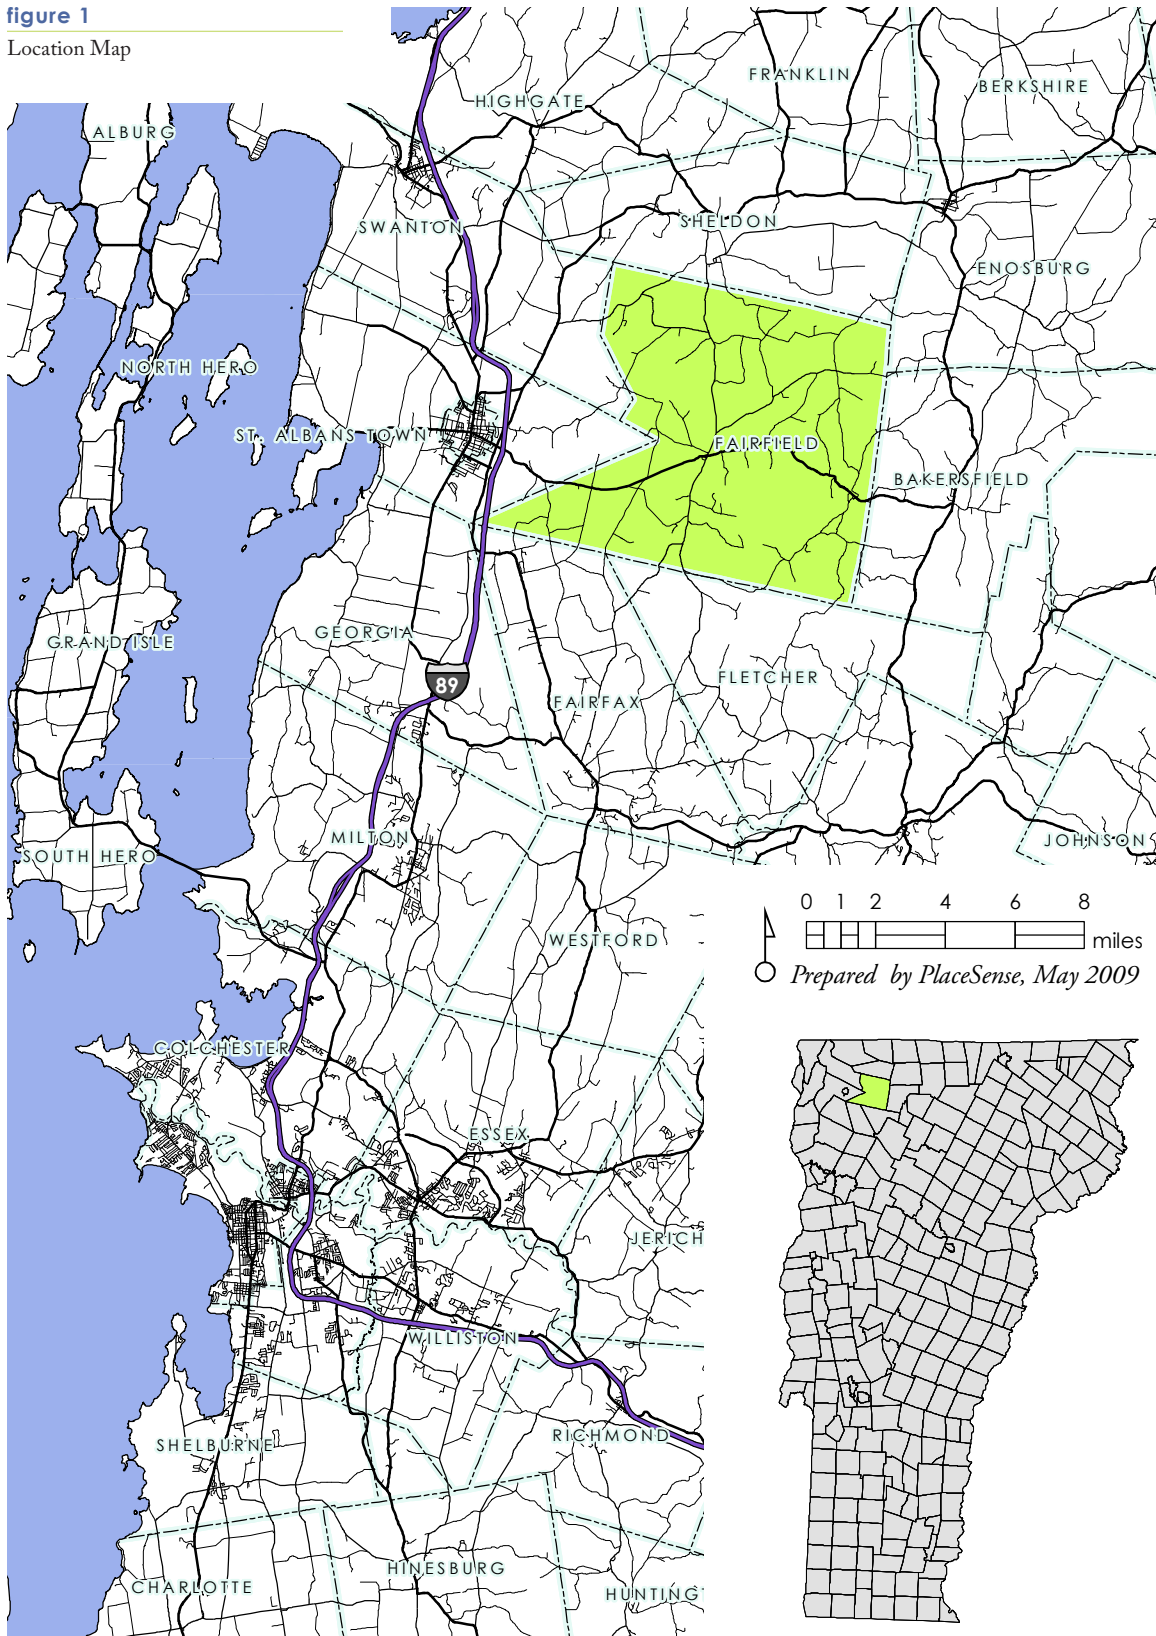 figure 1
Location Map
FRANKLIN
BERKSHIRE
HIGHGATE
ALBURG
SWANTON
SHELDON
ENOSBURG
NORTH HERO
ST. ALBANS TOWN
FAIRFIELD
BAKERSFIELD
GEORGIA
GRAND ISLE
89
FLETCHER
FAIRFAX
MILTON
JOHNSON
SOUTH HERO
0 1 2 4 6 8
miles
WESTFORD
Prepared by PlaceSense, May 2009
COLCHESTER
ESSEX
JERICH
WILLISTON
RICHMOND
SHELBURNE
HINESBURG
CHARLOTTE
HUNTING